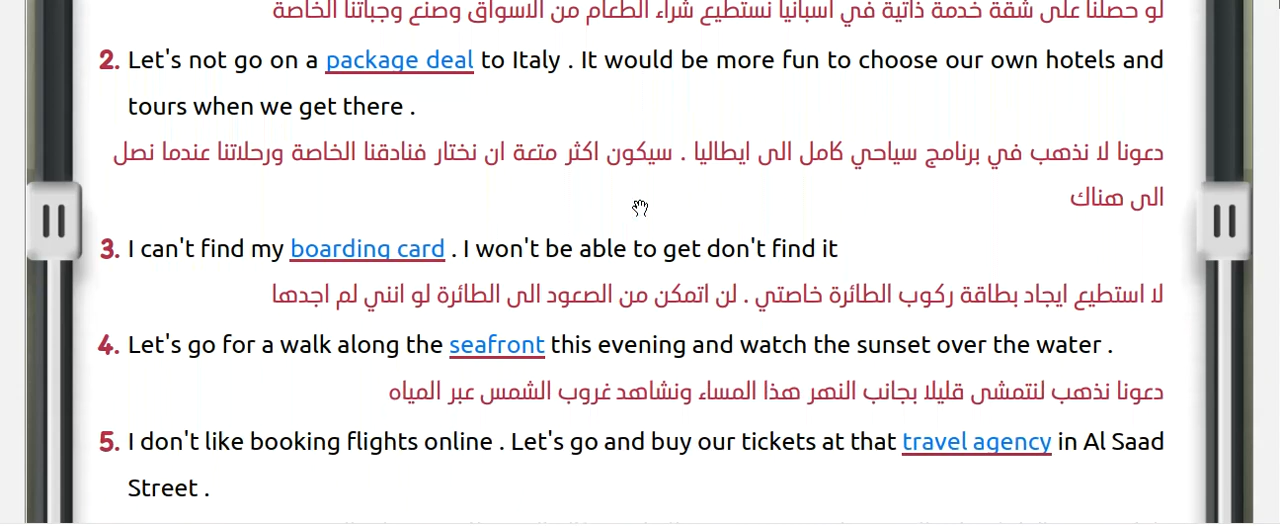 لو حصلنا على شقة خدمة ذاتية في اسبانيا نستطيع شراء الطعام من الاسواق وصنع وجباتنا الخاصة
2. Let's not go on a package deal to Italy . It would be more fun to choose our own hotels and
tours when we get there .
دعونا لا نذهب في برنامج سياحي كامل الى ايطاليا . سيكون اكثر متعة ان نختار فنادقنا الخاصة ورحلاتنا عندما نصل
الى هناك
3. I can't find my boarding card . I won't be able to get don't find it
لا استطيع ايجاد بطاقة ركوب الطائرة خاصتي . لن اتمكن من الصعود الى الطائرة لو انني لم اجدها
4. Let's go for a walk along the seafront this evening and watch the sunset over the water .
دعونا نذهب لنتمشى قليلا بجانب النهر هذا المساء ونشاهد غروب الشمس عبر المياه
5. I don't like booking flights online . Let's go and buy our tickets at that travel agency in Al Saad
Street .